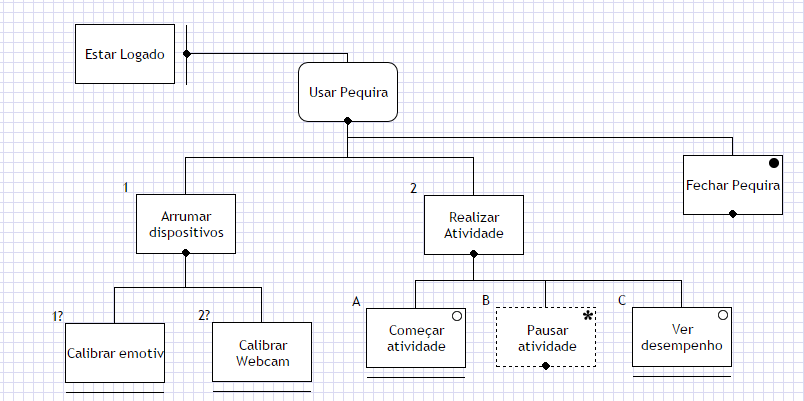 Estar Logado
Usar Pequira
Fechar Pequira
1
Arrumar
dispositivos
2
Realizar
Atividade
1?
Calibrar emotiv
2?
Calibrar
Webcam
A
Começar
atividade
B
*
Pausar
atividade
C
Ver
desempenho